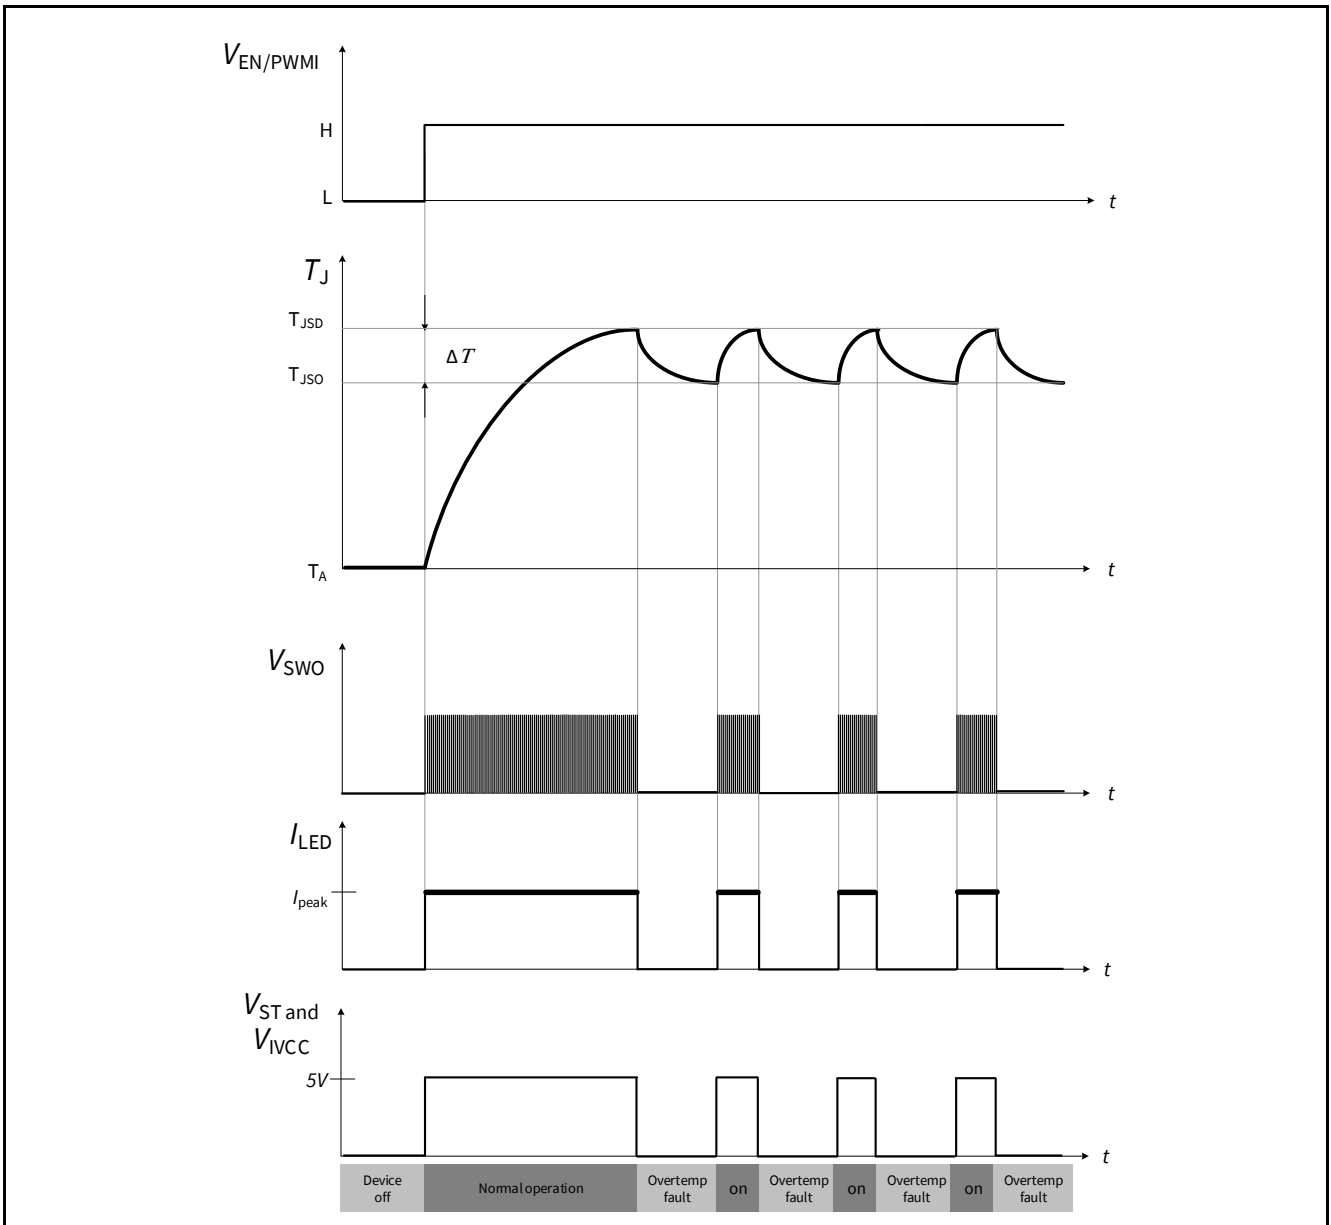 VEN/PWMI
H
L
t
TJ
TJSD
ΔT
TJSO
TA
t
VSWO
t
ILED
Ipeak
t
VST and
VIVCC
5V
t
Device
off
Normal operation
Overtemp
fault
on
Overtemp
fault
on
Overtemp
fault
on
Overtemp
fault